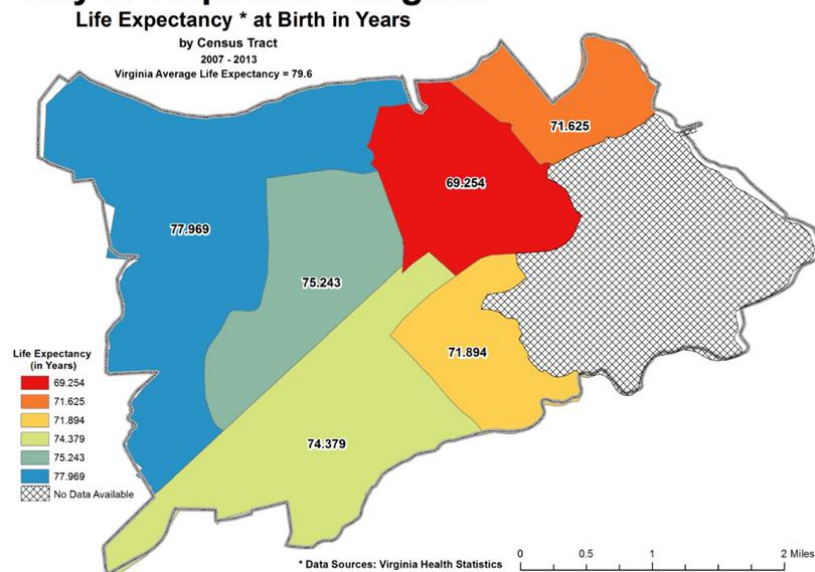 Life Expectancy * at Birth in Years
by Census Tract
2007 - 2013
Virginia Average Life Expectancy = 79.6
71.625
69.254
77.969
75.243
71.894
74.379
Life Expectancy
(in Years)
69.254
71.625
71.894
74.379
75.243
77.969
No Data Available
* Data Sources: Virginia Health Statistics
0 0.5 1 2 Miles